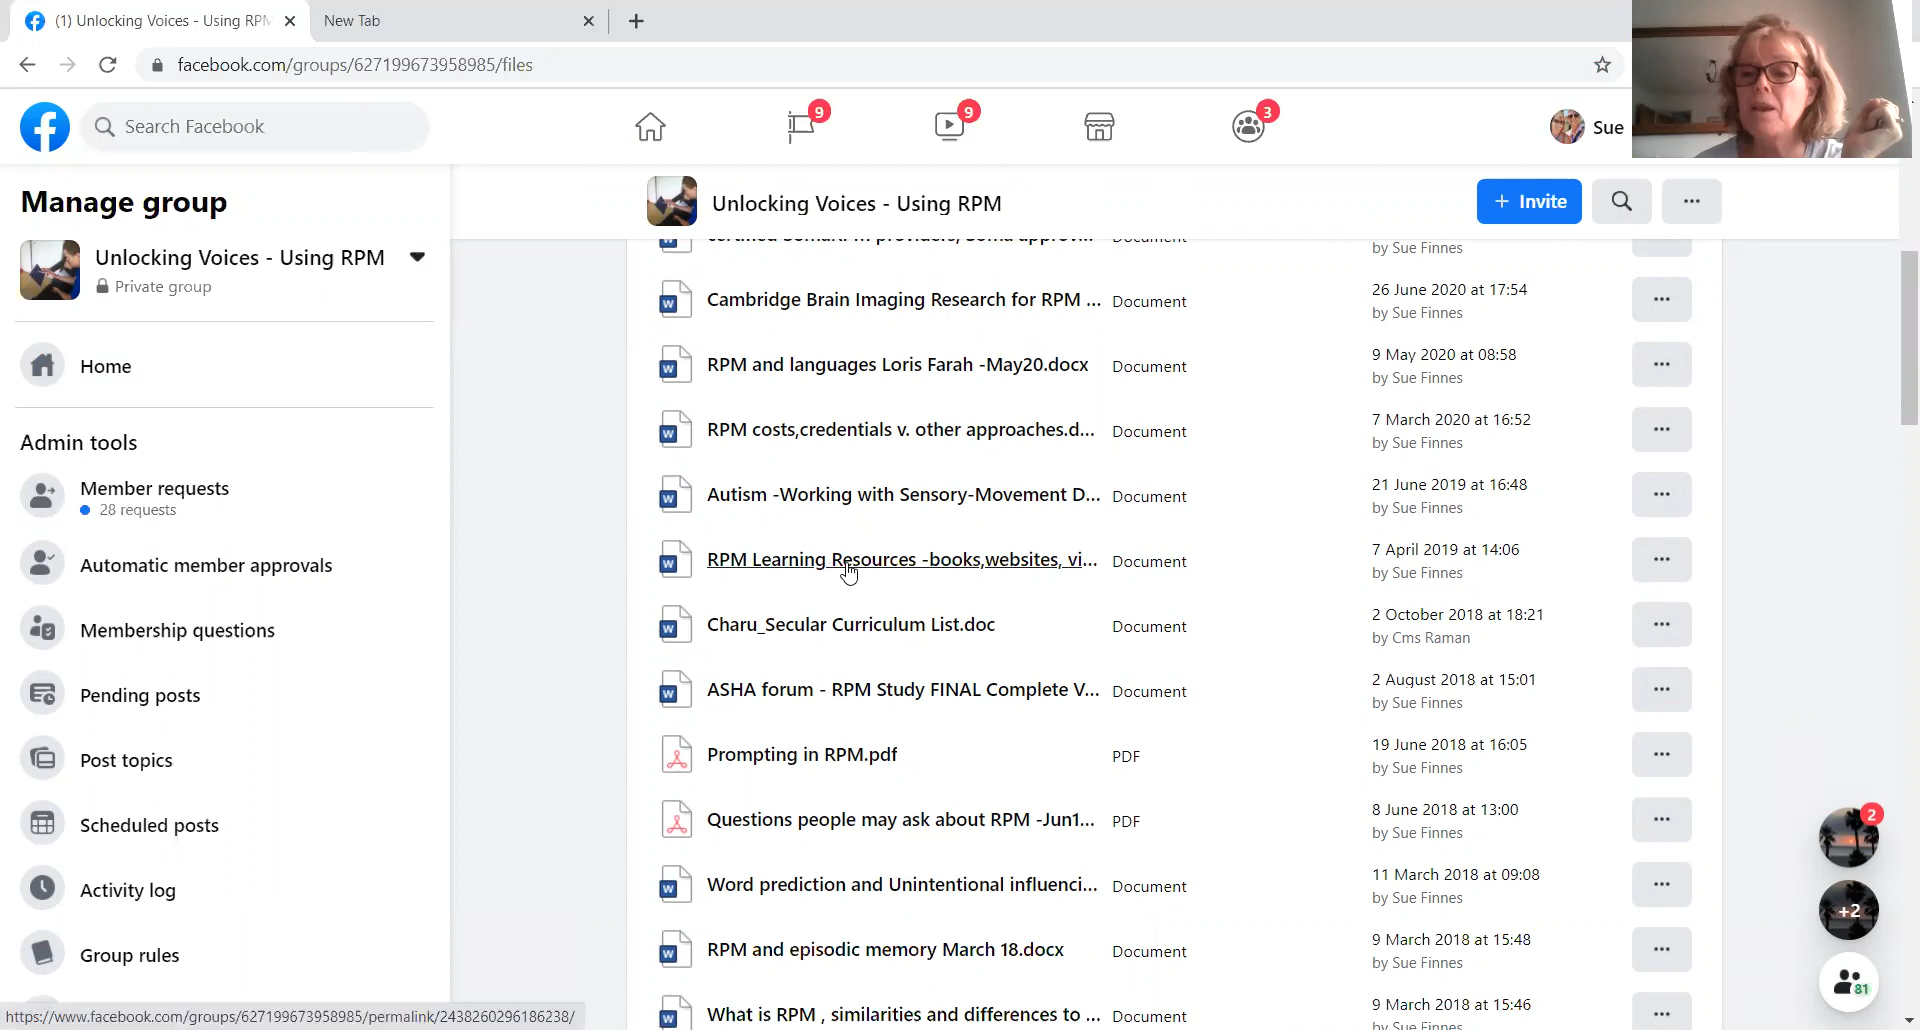 (1) Unlocking Voices - Using RPM
New Tab
facebook.com/groups/627199673958985/files
Search Facebook
9
9
3
Sue
Manage group
Unlocking Voices - Using RPM
Private group
Home
Admin tools
Member requests
28 requests
Automatic member approvals
Membership questions
Pending posts
Post topics
Scheduled posts
Activity log
Group rules
https://www.facebook.com/groups/627199673958985/permalink/2438260296186238/
Unlocking Voices - Using RPM
+ Invite
by Sue Finnes
Cambridge Brain Imaging Research for RPM ... Document 26 June 2020 at 17:54
by Sue Finnes
RPM and languages Loris Farah -May20.docx Document 9 May 2020 at 08:58
by Sue Finnes
RPM costs,credentials v. other approaches.d... Document 7 March 2020 at 16:52
by Sue Finnes
Autism -Working with Sensory-Movement D... Document 21 June 2019 at 16:48
by Sue Finnes
RPM Learning Resources -books,websites, vi... Document 7 April 2019 at 14:06
by Sue Finnes
Charu_Secular Curriculum List.doc Document 2 October 2018 at 18:21
by Cms Raman
ASHA forum - RPM Study FINAL Complete V... Document 2 August 2018 at 15:01
by Sue Finnes
Prompting in RPM.pdf PDF 19 June 2018 at 16:05
by Sue Finnes
Questions people may ask about RPM -Jun1... PDF 8 June 2018 at 13:00
by Sue Finnes
Word prediction and Unintentional influenci... Document 11 March 2018 at 09:08
by Sue Finnes
RPM and episodic memory March 18.docx Document 9 March 2018 at 15:48
by Sue Finnes
What is RPM , similarities and differences to ... Document 9 March 2018 at 15:46
by Sue Finnes
2
+2
81